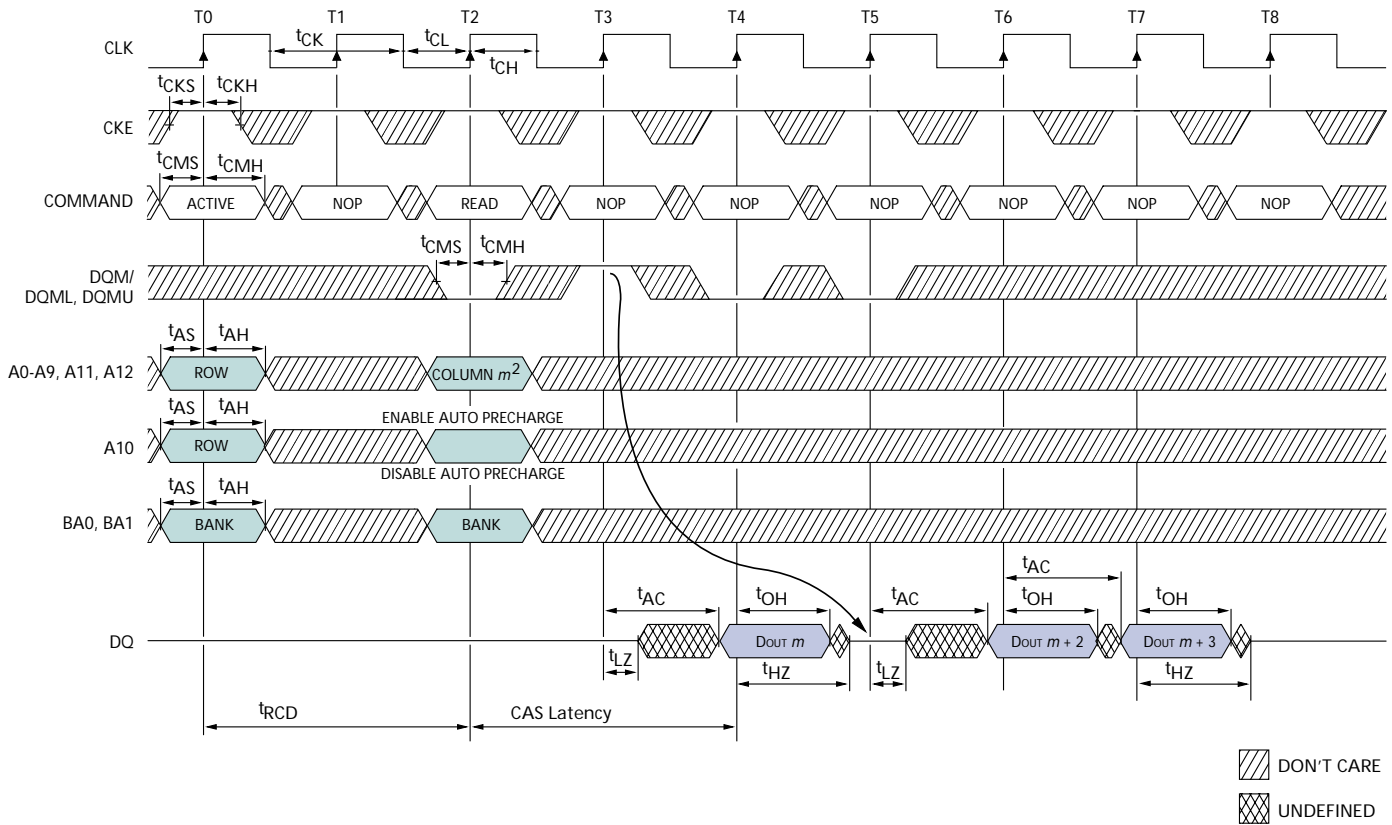 T0 T1 T2 T3 T4 T5 T6 T7 T8
CLK
tCK tCL
tCH
tCKS tCKH
CKE
tCMS tCMH
COMMAND ACTIVE NOP READ NOP NOP NOP NOP NOP NOP
tCMS tCMH
DQM/
DQML, DQMU
tAS tAH
A0-A9, A11, A12 ROW COLUMN m2
tAS tAH ENABLE AUTO PRECHARGE
A10 ROW
DISABLE AUTO PRECHARGE
tAS tAH
BA0, BA1 BANK BANK
tAC
tAC tOH tAC tOH tOH
DQ DOUT m DOUT m + 2 DOUT m + 3
tLZ tHZ tLZ tHZ
tRCD CAS Latency
DON'T CARE
UNDEFINED